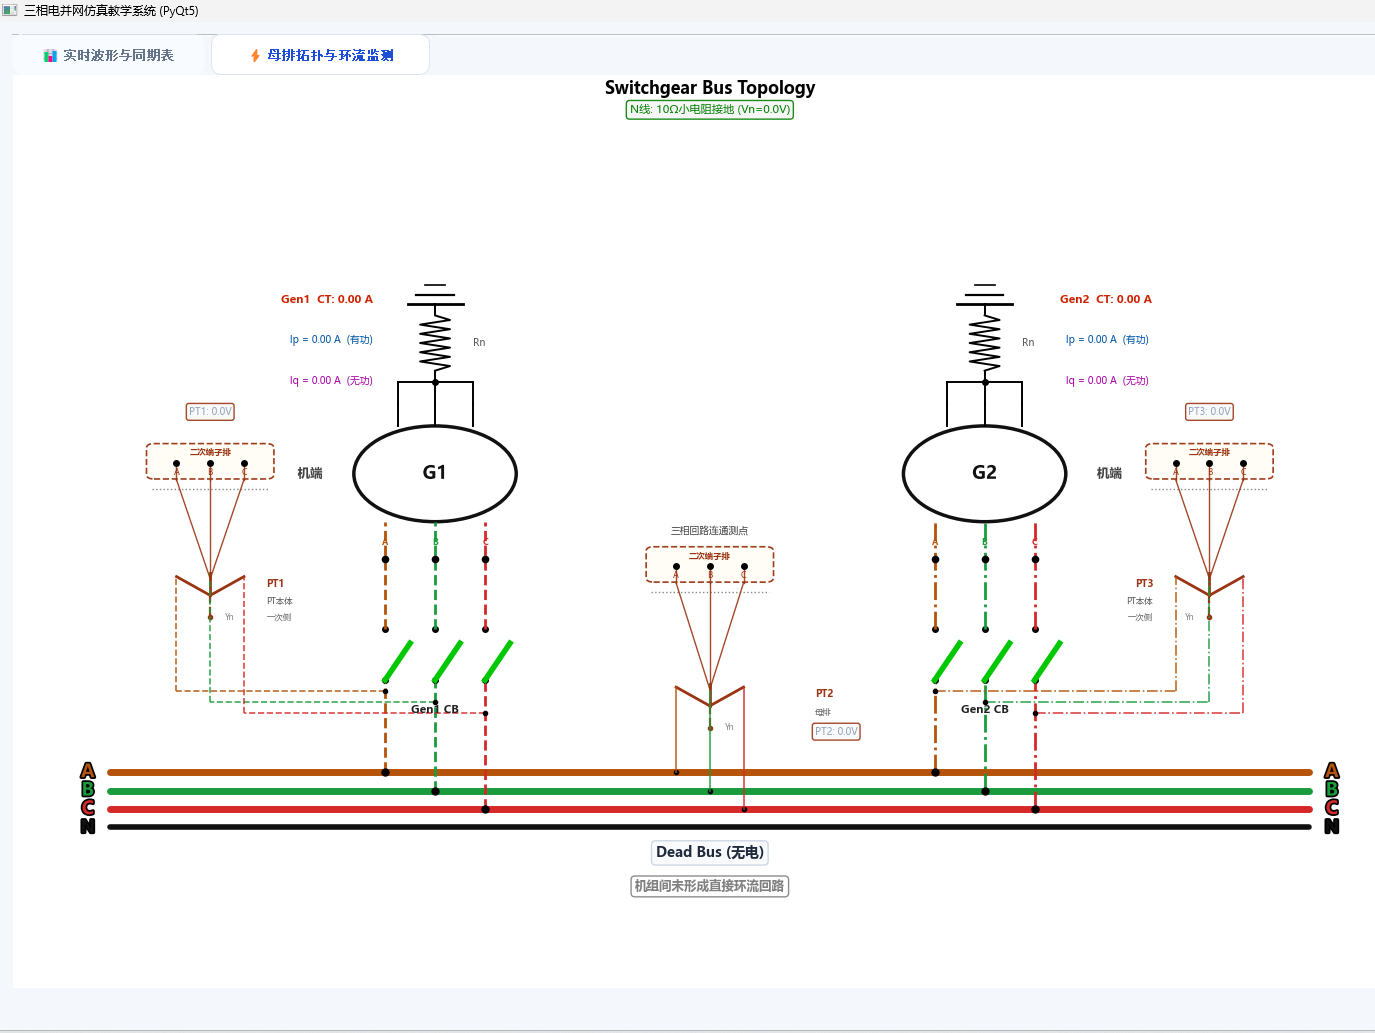 三相电并网仿真教学系统 (PyQt5)
实时波形与同期表
母排拓扑与环流监测
Switchgear Bus Topology
N线: 10Ω小电阻接地 (Vn=0.0V)
Gen1 CT: 0.00 A
Ip = 0.00 A (有功)
Iq = 0.00 A (无功)
Rn
Gen2 CT: 0.00 A
Ip = 0.00 A (有功)
Iq = 0.00 A (无功)
Rn
PT1: 0.0V
二次端子排
A B C
机端
G1
G2
机端
PT3: 0.0V
二次端子排
A B C
A B C
三相回路连通测点
二次端子排
A B C
A B C
PT1
PT本体
一次侧
Yn
PT3
PT本体
一次侧
Yn
Gen1 CB
PT2
母排
PT2: 0.0V
Yn
Gen2 CB
A A
B B
C C
N N
Dead Bus (无电)
机组间未形成直接环流回路